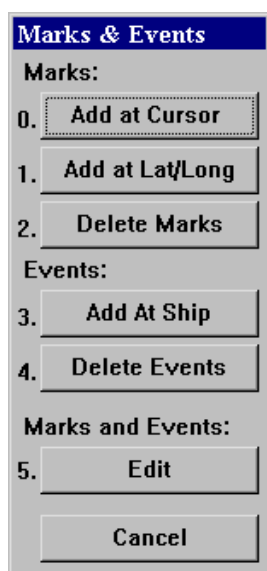 Marks & Events
Marks:
0. Add at Cursor
1. Add at Lat/Long
2. Delete Marks
Events:
3. Add At Ship
4. Delete Events
Marks and Events:
5. Edit
Cancel